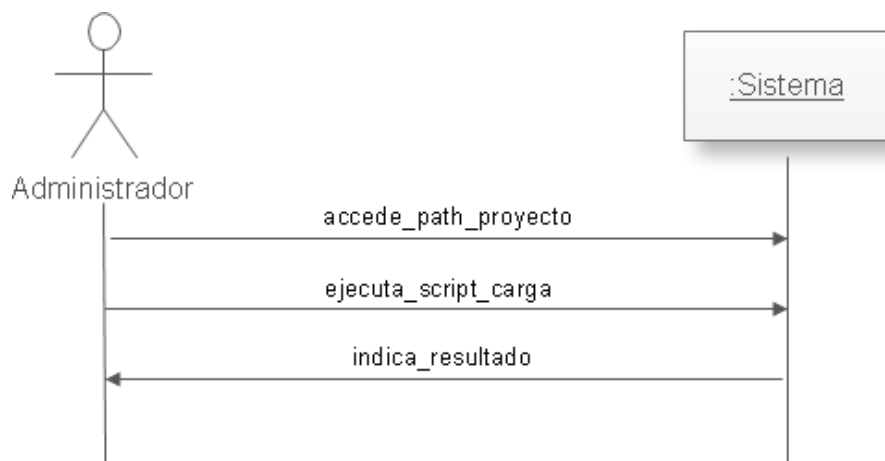 :Sistema
Administrador
accede_path_proyecto
ejecuta_script_carga
indica_resultado